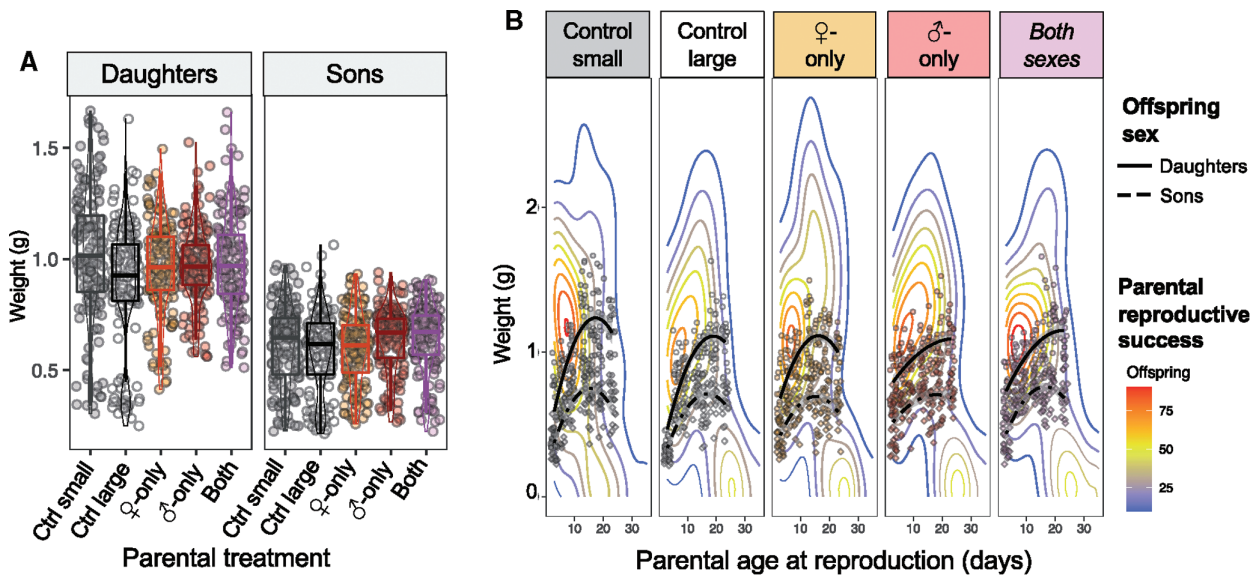 A
Daughters
Sons
Weight (g)
1.5
1.0
0.5
Ctrl small
Ctrl large
♀-only
♂-only
Both
Ctrl small
Ctrl large
♀-only
♂-only
Both
Parental treatment
B
Control
small
Control
large
♀-
only
♂-
only
Both
sexes
Weight (g)
2
1
0
10 20 30
10 20 30
10 20 30
10 20 30
10 20 30
Parental age at reproduction (days)
Offspring
sex
Daughters
Sons
Parental
reproductive
success
Offspring
75
50
25